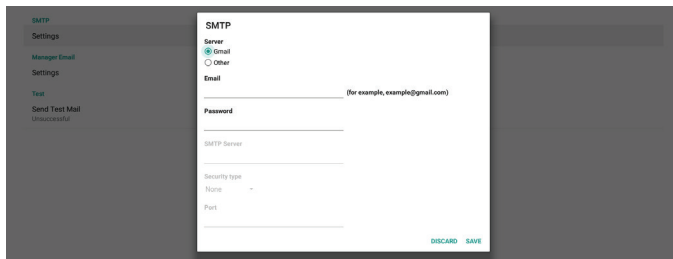 SMTP
Settings
Manager Email
Settings
Test
Send Test Mail
Unsuccessful
SMTP
Server
Gmail
Other
Email
(for example, example@gmail.com)
Password
SMTP Server
Security type
None
Port
DISCARD SAVE